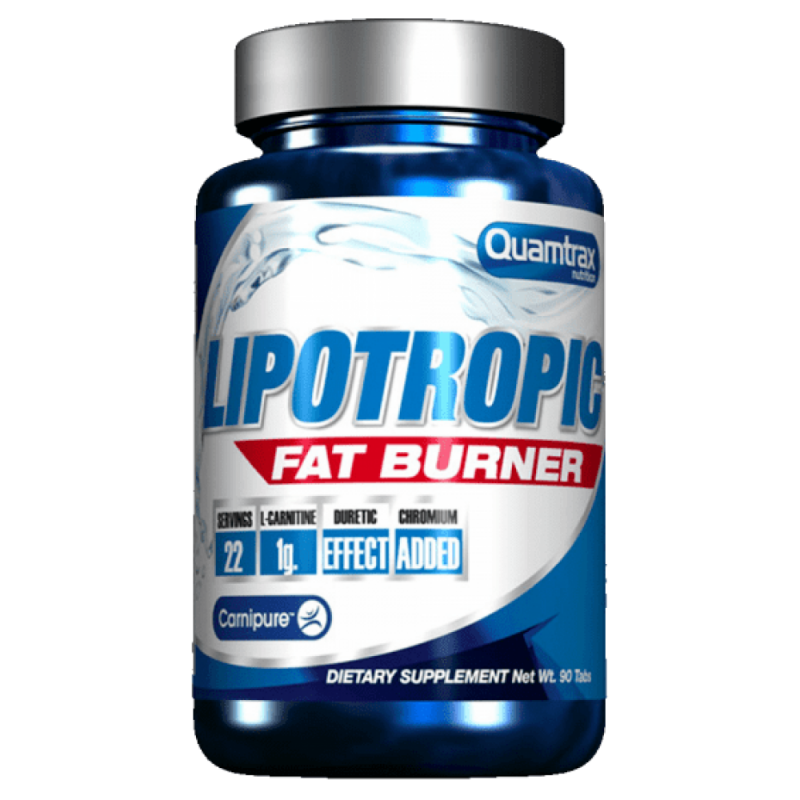 Quamtrax
nutrition
LIPOTROPIC
FAT BURNER
SERVINGS L-CARNITINE DURETIC CHROMIUM
22 1g. EFFECT ADDED
Carnipure™
DIETARY SUPPLEMENT Net Wt. 90 Tabs